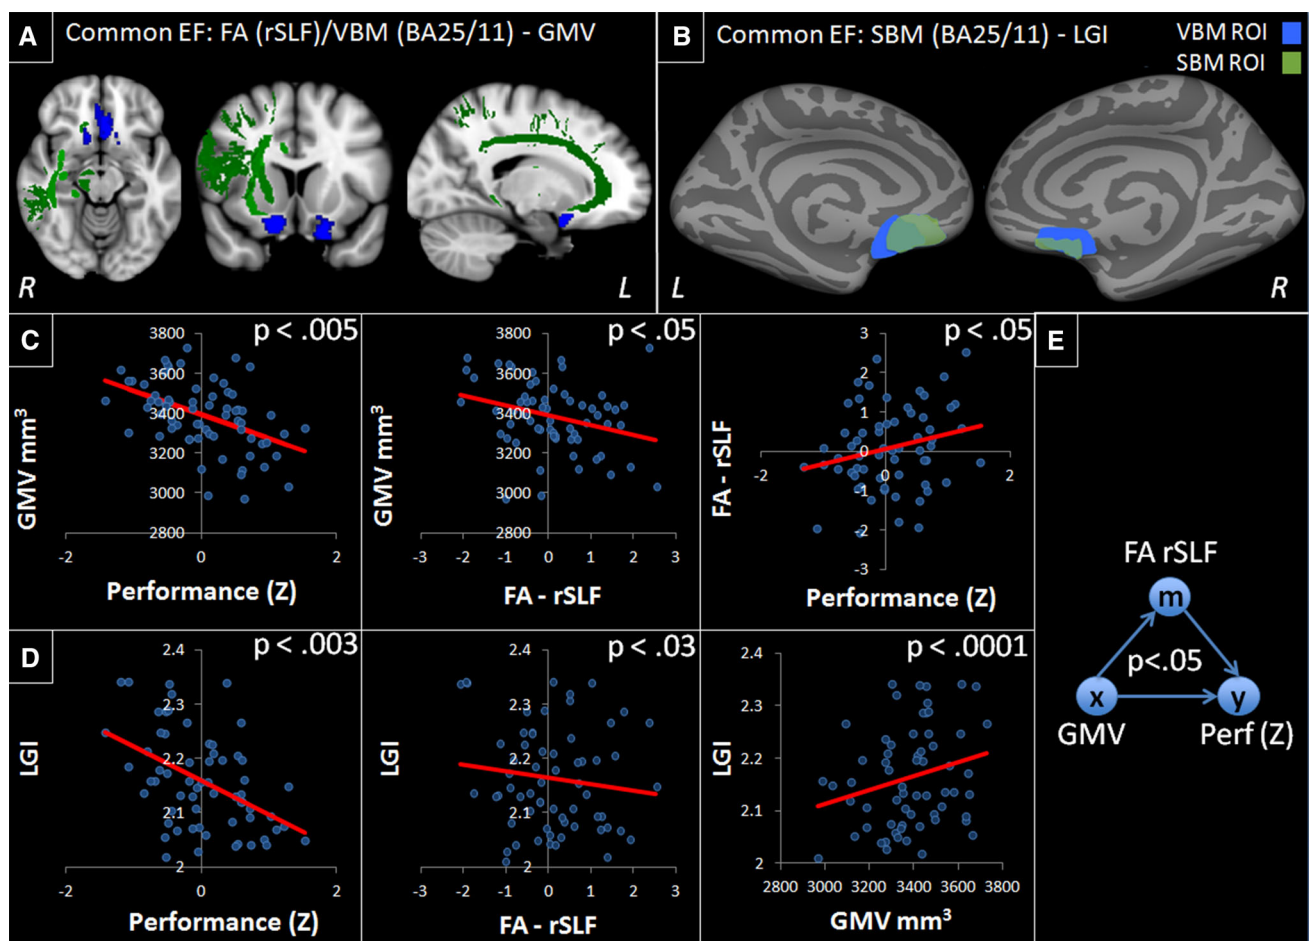 A Common EF: FA (rSLF)/VBM (BA25/11) - GMV
R
L
B Common EF: SBM (BA25/11) - LGI
VBM ROI
SBM ROI
L
R
C
p < .005
GMV mm³
3800
3600
3400
3200
3000
2800
-2 0 2
Performance (Z)
p < .05
GMV mm³
3800
3600
3400
3200
3000
2800
-3 -2 -1 0 1 2 3
FA - rSLF
p < .05
FA - rSLF
3
2
1
0
-1
-2
-3
-2 0 2
Performance (Z)
D
p < .003
LGI
2.4
2.3
2.2
2.1
2
-2 0 2
Performance (Z)
p < .03
LGI
2.4
2.3
2.2
2.1
2
-3 -2 -1 0 1 2 3
FA - rSLF
p < .0001
LGI
2.4
2.3
2.2
2.1
2
2800 3000 3200 3400 3600 3800
GMV mm³
E
FA rSLF
m
p<.05
x
y
GMV
Perf (Z)